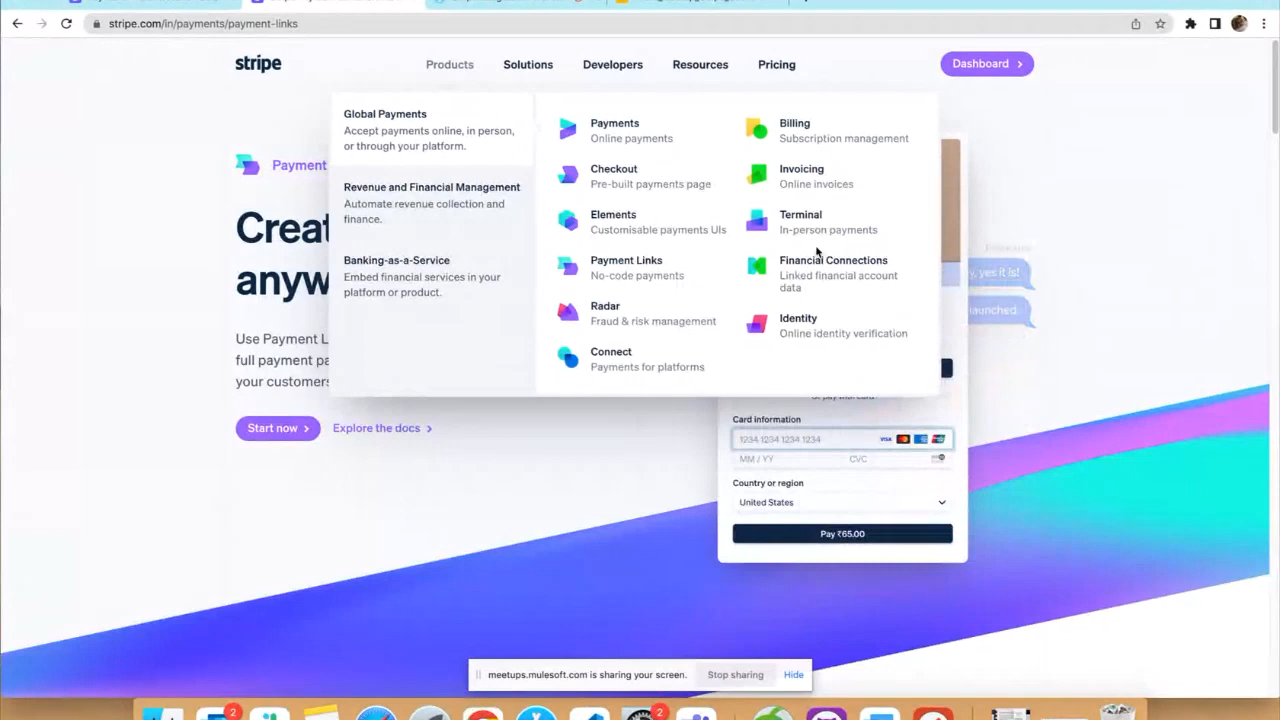 stripe.com/in/payments/payment-links
stripe
Products
Solutions
Developers
Resources
Pricing
Dashboard
Global Payments
Accept payments online, in person,
or through your platform.
Revenue and Financial Management
Automate revenue collection and
finance.
Banking-as-a-Service
Embed financial services in your
platform or product.
Payments
Online payments
Checkout
Pre-built payments page
Elements
Customisable payments UIs
Payment Links
No-code payments
Radar
Fraud & risk management
Connect
Payments for platforms
Billing
Subscription management
Invoicing
Online invoices
Terminal
In-person payments
Financial Connections
Linked financial account
data
Identity
Online identity verification
Payment
Creat
anyw
Use Payment L
full payment pa
your customers
Start now
Explore the docs
y, yes it is!
launched.
Or pay with card
Card information
1234 1234 1234 1234
VISA
MM / YY
CVC
Country or region
United States
Pay ₹65.00
meetups.mulesoft.com is sharing your screen.
Stop sharing
Hide
2
2